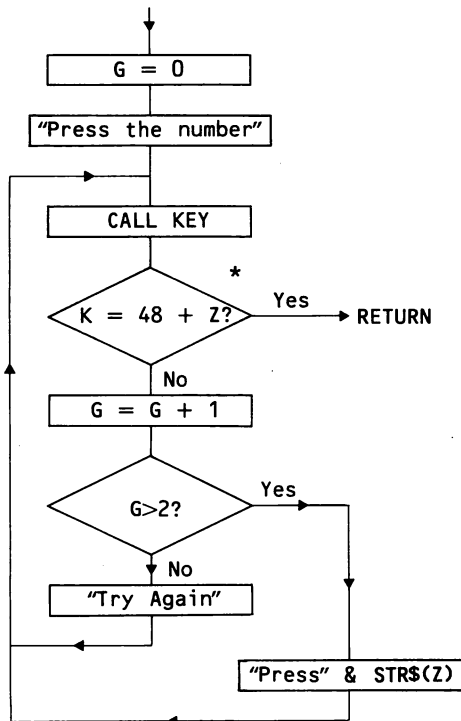 G = 0
"Press the number"
CALL KEY
*
K = 48 + Z?
Yes
RETURN
No
G = G + 1
G>2?
Yes
No
"Try Again"
"Press" & STR$(Z)